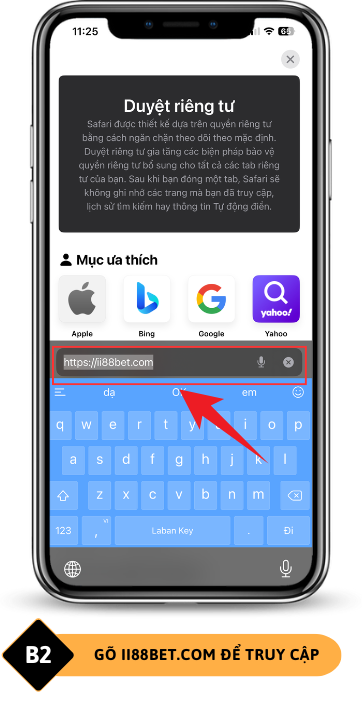 11:25
Duyệt riêng tư
Safari được thiết kế dựa trên quyền riêng tư
bằng cách ngăn chặn theo dõi theo mặc định.
Duyệt riêng tư gia tăng các biện pháp bảo vệ
quyền riêng tư bổ sung cho tất cả các tab riêng
tư của bạn. Sau khi bạn đóng một tab, Safari sẽ
không ghi nhớ các trang mà bạn đã truy cập,
lịch sử tìm kiếm hay thông tin Tự động điền.
Mục ưa thích
yahoo!
Apple Bing Google Yahoo
https://ii88bet.com
dạ OK em
q w e r t y u i o p
a s d f g h j k l
z x c v b n m
123 , VI Laban Key . Đi
B2 GÕ II88BET.COM ĐỂ TRUY CẬP